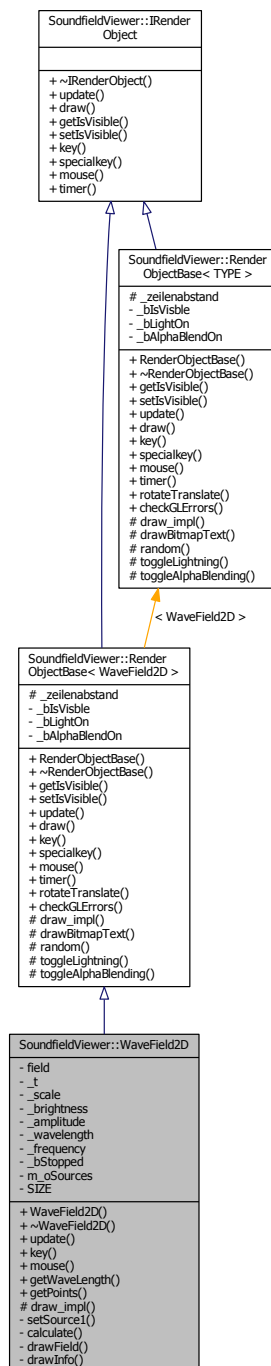 SoundfieldViewer::IRender
Object
+ ~IRenderObject()
+ update()
+ draw()
+ getIsVisible()
+ setIsVisible()
+ key()
+ specialkey()
+ mouse()
+ timer()
SoundfieldViewer::Render
ObjectBase< TYPE >
# _zeilenabstand
- _bIsVisble
- _bLightOn
- _bAlphaBlendOn
+ RenderObjectBase()
+ ~RenderObjectBase()
+ getIsVisible()
+ setIsVisible()
+ update()
+ draw()
+ key()
+ specialkey()
+ mouse()
+ timer()
+ rotateTranslate()
+ checkGLErrors()
# draw_impl()
# drawBitmapText()
# random()
# toggleLightning()
# toggleAlphaBlending()
< WaveField2D >
SoundfieldViewer::Render
ObjectBase< WaveField2D >
# _zeilenabstand
- _bIsVisble
- _bLightOn
- _bAlphaBlendOn
+ RenderObjectBase()
+ ~RenderObjectBase()
+ getIsVisible()
+ setIsVisible()
+ update()
+ draw()
+ key()
+ specialkey()
+ mouse()
+ timer()
+ rotateTranslate()
+ checkGLErrors()
# draw_impl()
# drawBitmapText()
# random()
# toggleLightning()
# toggleAlphaBlending()
SoundfieldViewer::WaveField2D
- field
- _t
- _scale
- _brightness
- _amplitude
- _wavelength
- _frequency
- _bStopped
- m_oSources
- SIZE
+ WaveField2D()
+ ~WaveField2D()
+ update()
+ key()
+ mouse()
+ getWaveLength()
+ getPoints()
# draw_impl()
- setSource1()
- calculate()
- drawField()
- drawInfo()